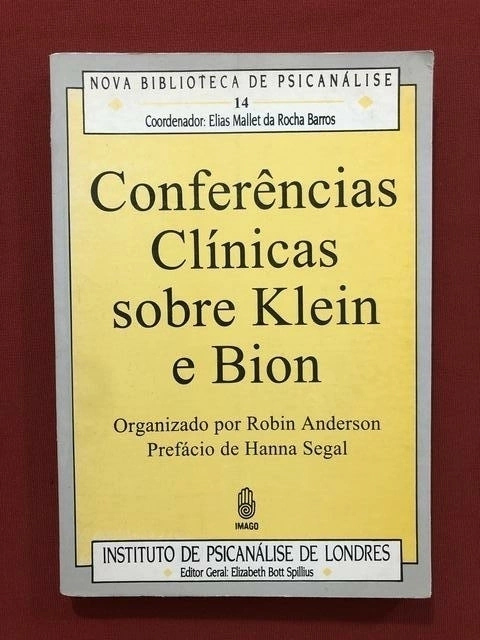 NOVA BIBLIOTECA DE PSICANÁLISE
14
Coordenador: Elias Mallet da Rocha Barros
Conferências
Clínicas
sobre Klein
e Bion
Organizado por Robin Anderson
Prefácio de Hanna Segal
IMAGO
INSTITUTO DE PSICANÁLISE DE LONDRES
Editor Geral: Elizabeth Bott Spillius